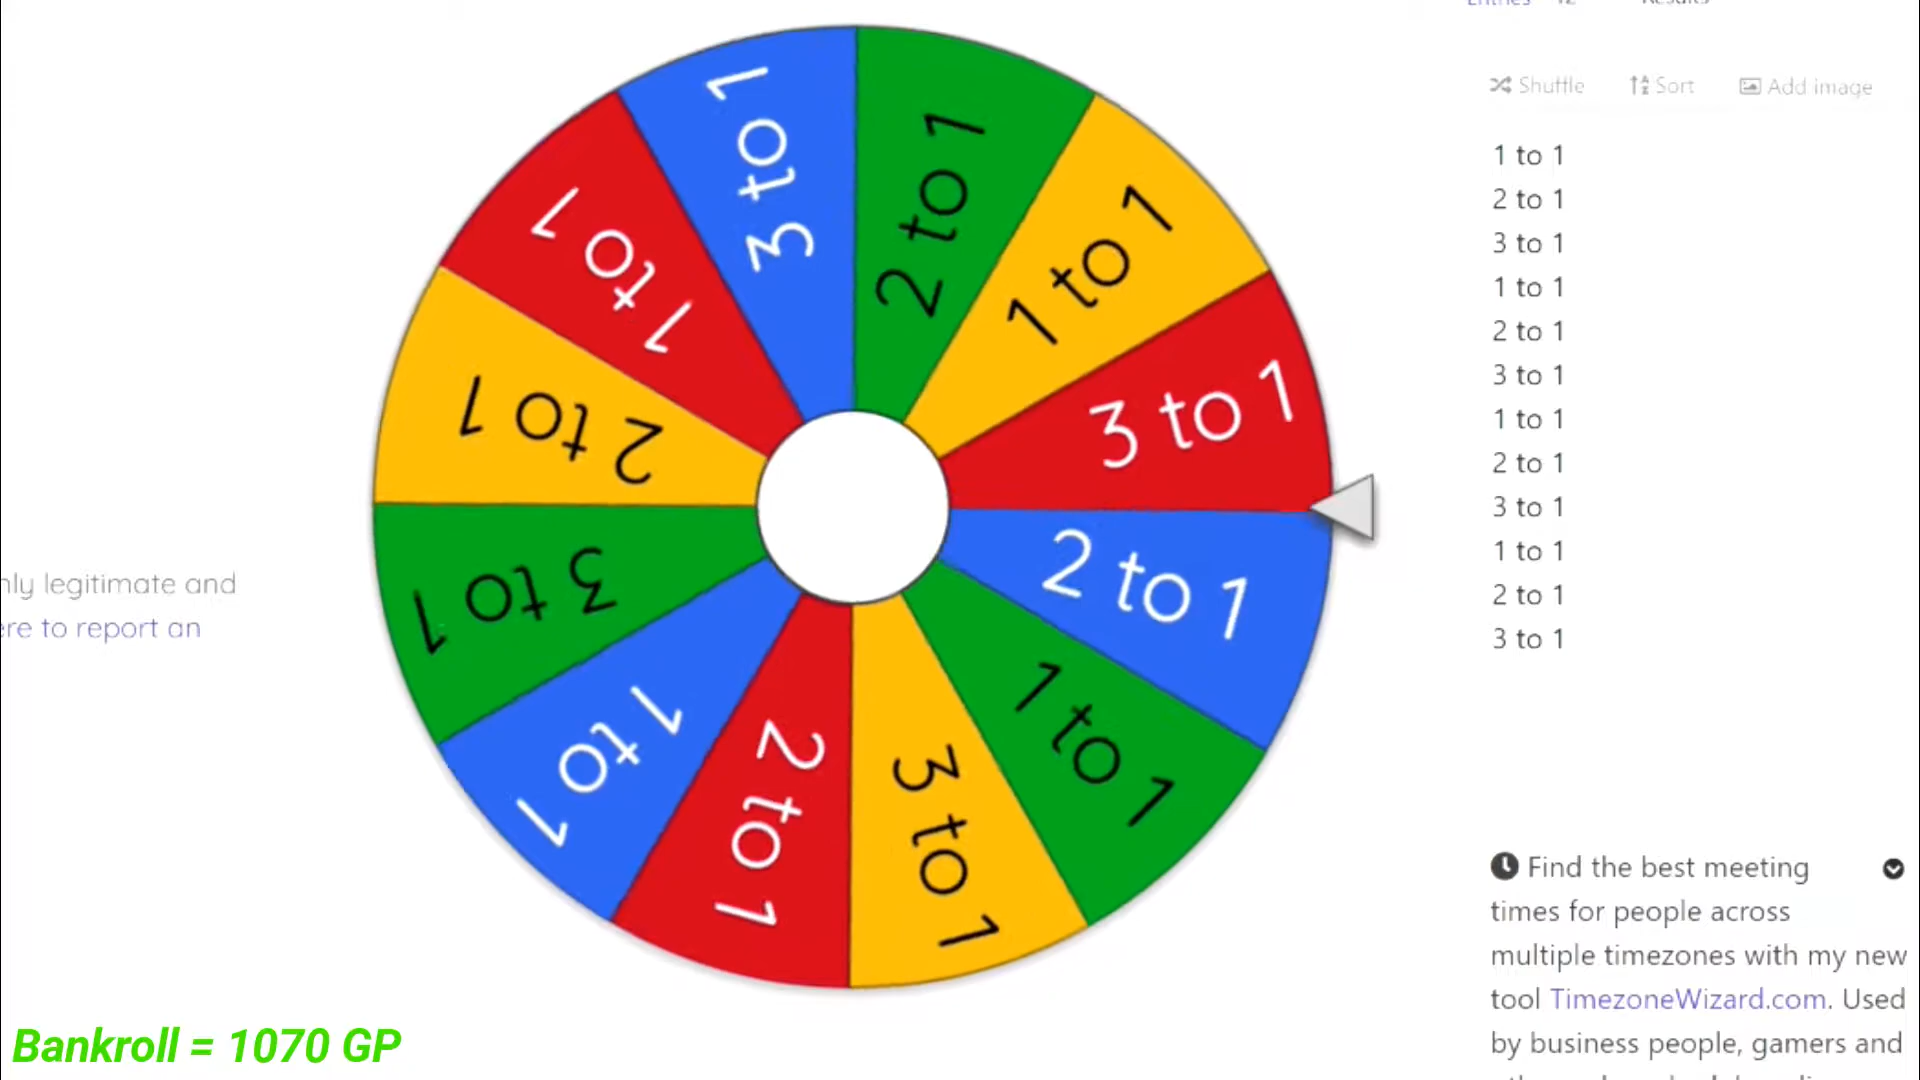 Shuffle Sort Add image
3 to 1
2 to 1
1 to 1
3 to 1
2 to 1
1 to 1
3 to 1
2 to 1
1 to 1
3 to 1
2 to 1
1 to 1
1 to 1
2 to 1
3 to 1
1 to 1
2 to 1
3 to 1
1 to 1
2 to 1
3 to 1
1 to 1
2 to 1
3 to 1
nly legitimate and
ere to report an
Find the best meeting
times for people across
multiple timezones with my new
tool TimezoneWizard.com. Used
by business people, gamers and
Bankroll = 1070 GP